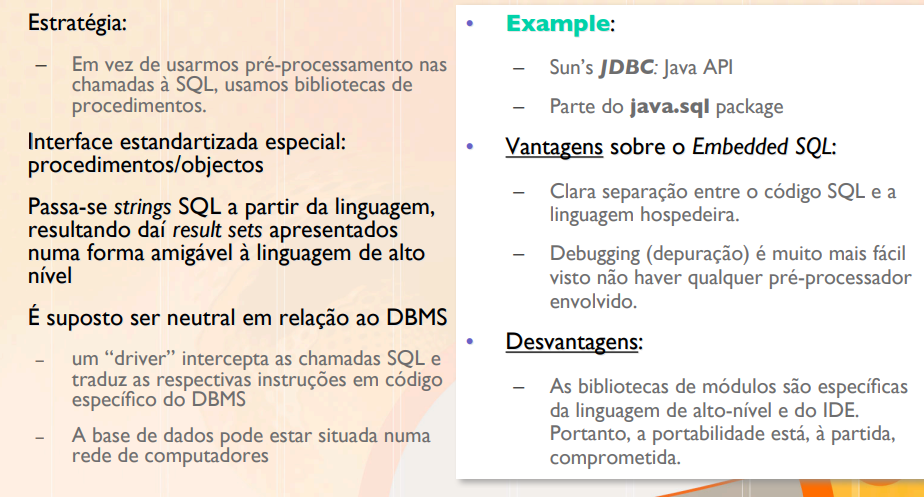 Estratégia:
– Em vez de usarmos pré-processamento nas
chamadas à SQL, usamos bibliotecas de
procedimentos.
Interface estandartizada especial:
procedimentos/objectos
Passa-se strings SQL a partir da linguagem,
resultando daí result sets apresentados
numa forma amigável à linguagem de alto
nível
É suposto ser neutral em relação ao DBMS
– um “driver” intercepta as chamadas SQL e
traduz as respectivas instruções em código
específico do DBMS
– A base de dados pode estar situada numa
rede de computadores
• Example:
– Sun’s JDBC: Java API
– Parte do java.sql package
• Vantagens sobre o Embedded SQL:
– Clara separação entre o código SQL e a
linguagem hospedeira.
– Debugging (depuração) é muito mais fácil
visto não haver qualquer pré-processador
envolvido.
• Desvantagens:
– As bibliotecas de módulos são específicas
da linguagem de alto-nível e do IDE.
Portanto, a portabilidade está, à partida,
comprometida.